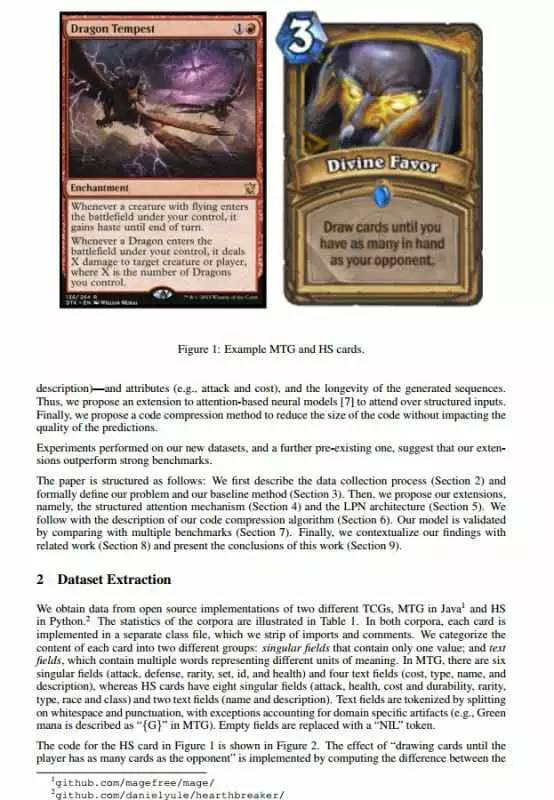 Dragon Tempest
Enchantment
Whenever a creature with flying enters
the battlefield under your control, it
gains haste until end of turn.
Whenever a Dragon enters the
battlefield under your control, it deals
X damage to target creature or player,
where X is the number of Dragons
you control.
136/264 R
DTK • EN
3
Divine Favor
Draw cards until you
have as many in hand
as your opponent.
Figure 1: Example MTG and HS cards.
description)—and attributes (e.g., attack and cost), and the longevity of the generated sequences.
Thus, we propose an extension to attention-based neural models [7] to attend over structured inputs.
Finally, we propose a code compression method to reduce the size of the code without impacting the
quality of the predictions.
Experiments performed on our new datasets, and a further pre-existing one, suggest that our exten-
sions outperform strong benchmarks.
The paper is structured as follows: We first describe the data collection process (Section 2) and
formally define our problem and our baseline method (Section 3). Then, we propose our extensions,
namely, the structured attention mechanism (Section 4) and the LPN architecture (Section 5). We
follow with the description of our code compression algorithm (Section 6). Our model is validated
by comparing with multiple benchmarks (Section 7). Finally, we contextualize our findings with
related work (Section 8) and present the conclusions of this work (Section 9).
2 Dataset Extraction
We obtain data from open source implementations of two different TCGs, MTG in Java1 and HS
in Python.2 The statistics of the corpora are illustrated in Table 1. In both corpora, each card is
implemented in a separate class file, which we strip of imports and comments. We categorize the
content of each card into two different groups: singular fields that contain only one value; and text
fields, which contain multiple words representing different units of meaning. In MTG, there are six
singular fields (attack, defense, rarity, set, id, and health) and four text fields (cost, type, name, and
description), whereas HS cards have eight singular fields (attack, health, cost and durability, rarity,
type, race and class) and two text fields (name and description). Text fields are tokenized by splitting
on whitespace and punctuation, with exceptions accounting for domain specific artifacts (e.g., Green
mana is described as “{G}” in MTG). Empty fields are replaced with a “NIL” token.
The code for the HS card in Figure 1 is shown in Figure 2. The effect of “drawing cards until the
player has as many cards as the opponent” is implemented by computing the difference between the
1github.com/magefree/mage/
2github.com/danielyule/hearthbreaker/